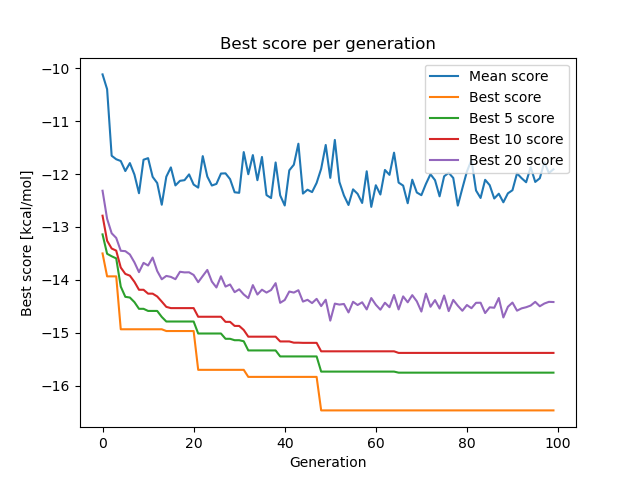 Best score per generation
Best score [kcal/mol]
−10
−11
−12
−13
−14
−15
−16
Mean score
Best score
Best 5 score
Best 10 score
Best 20 score
0
20
40
60
80
100
Generation